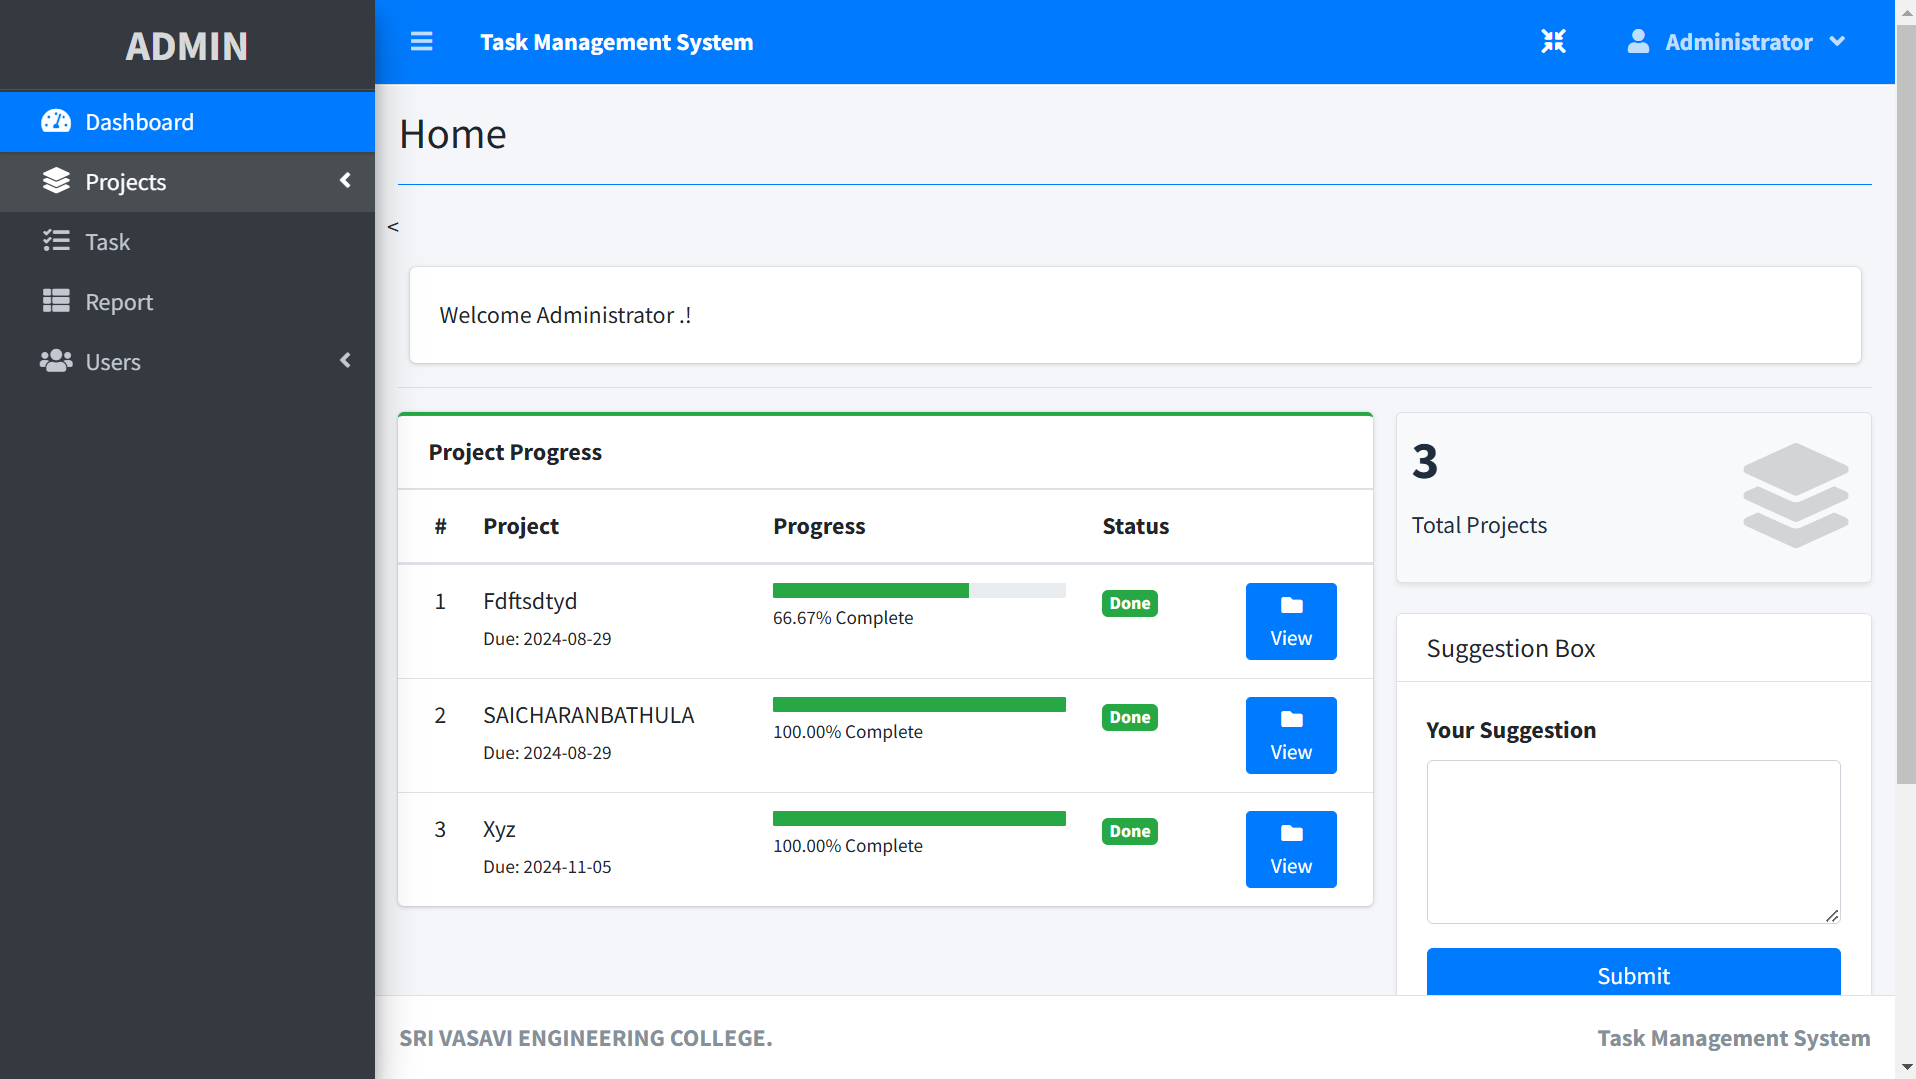 ADMIN
Dashboard
Projects
Task
Report
Users
Task Management System
Administrator
Home
<
Welcome Administrator .!
Project Progress
# Project Progress Status
1 Fdftsdtyd 66.67% Complete Done View
Due: 2024-08-29
2 SAICHARANBATHULA 100.00% Complete Done View
Due: 2024-08-29
3 Xyz 100.00% Complete Done View
Due: 2024-11-05
3
Total Projects
Suggestion Box
Your Suggestion
Submit
SRI VASAVI ENGINEERING COLLEGE.
Task Management System